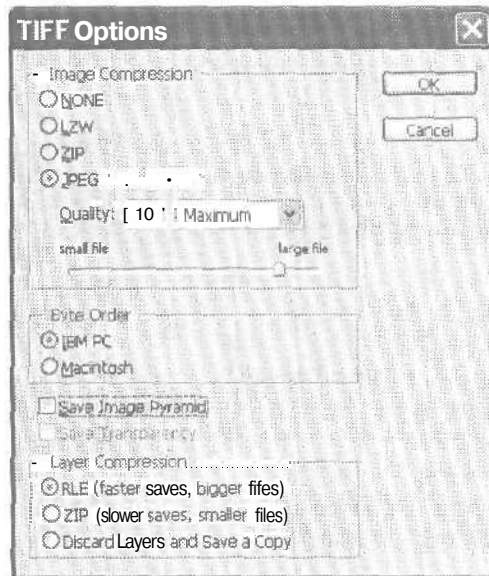 TIFF Options
Image Compression
NONE
LZW
ZIP
JPEG
Quality: [ 10 ' I Maximum
small file large file
OK
Cancel
Byte Order
IBM PC
Macintosh
Save Image Pyramid
Save Transparency
Layer Compression
RLE (faster saves, bigger fifes)
ZIP (slower saves, smaller files)
Discard Layers and Save a Copy